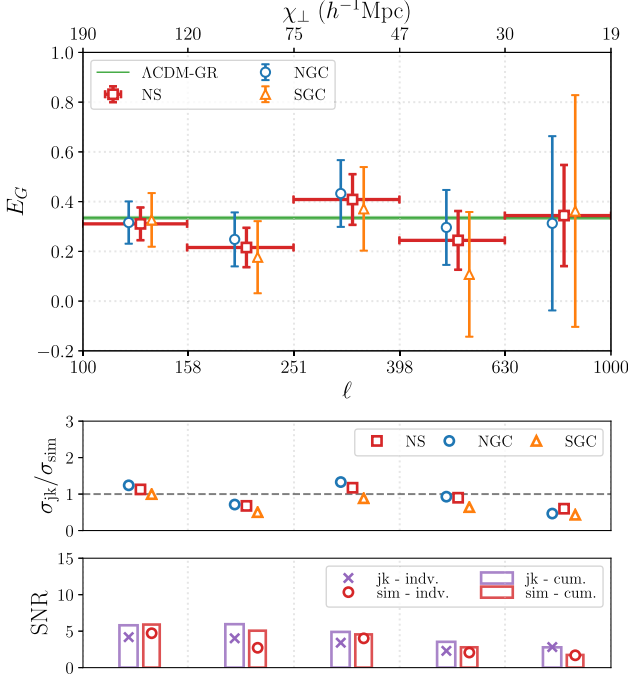 χ⊥ (h⁻¹Mpc)
190 120 75 47 31 19
1.0
0.8
0.6
0.4
0.2
0.0
−0.2
E_G
ΛCDM-GR
NS
NGC
SGC
100 158 251 398 630 1000
ℓ
3
2
1
0
σ_jk/σ_sim
NS NGC SGC
15
10
5
0
SNR
jk - indv.
sim - indv.
jk - cum.
sim - cum.